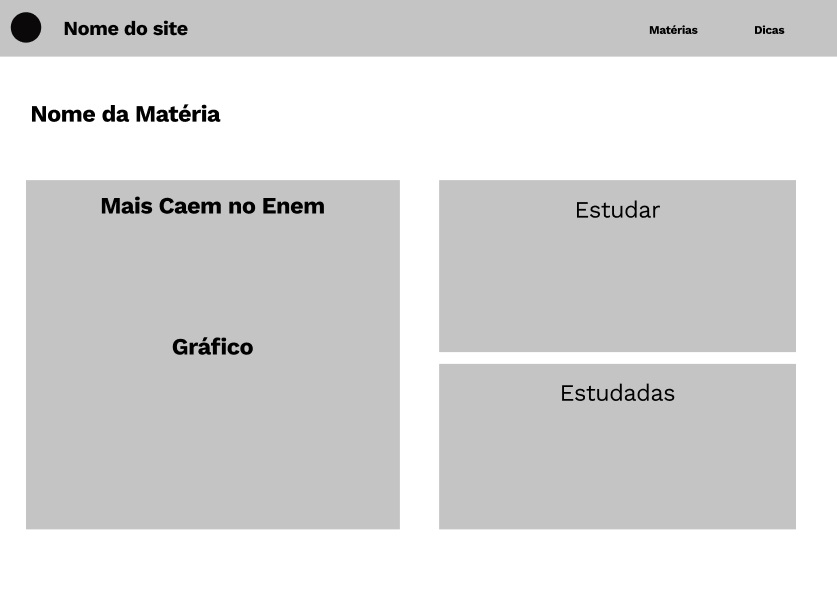 Nome do site
Matérias
Dicas
Nome da Matéria
Mais Caem no Enem
Gráfico
Estudar
Estudadas